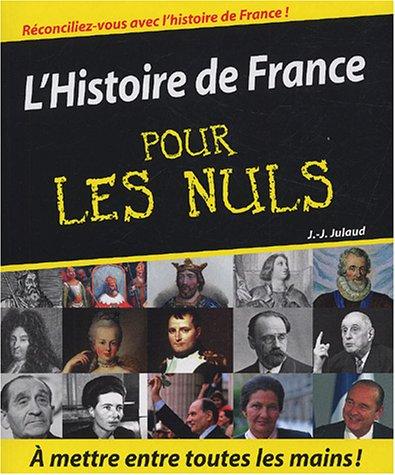 Réconciliez-vous avec l'histoire de France !
L'Histoire de France
POUR
LES NULS
J.-J. Julaud
À mettre entre toutes les mains !